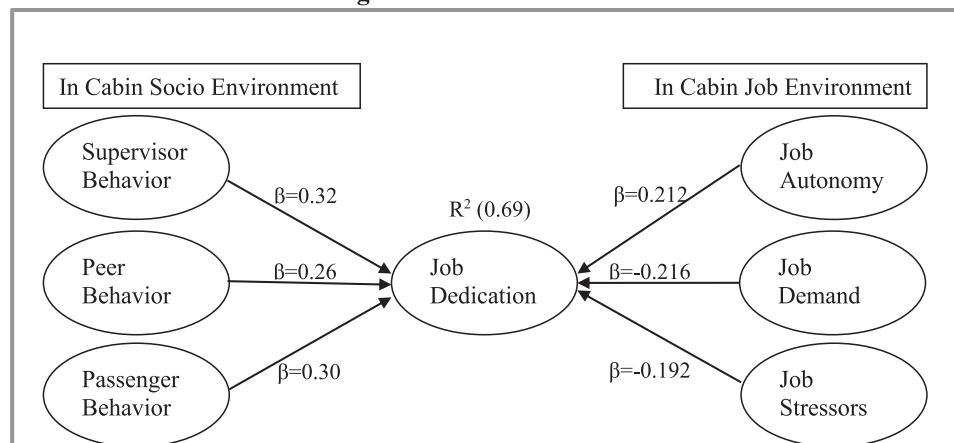 In Cabin Socio Environment
In Cabin Job Environment
Supervisor
Behavior
Job
Autonomy
β=0.32
β=0.212
R² (0.69)
Peer
Behavior
β=0.26
Job
Dedication
β=-0.216
Job
Demand
Passenger
Behavior
β=0.30
β=-0.192
Job
Stressors